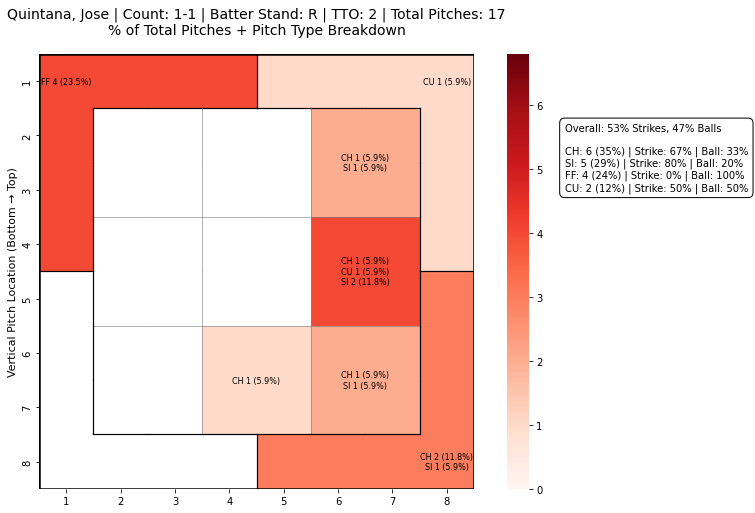 Quintana, Jose | Count: 1-1 | Batter Stand: R | TTO: 2 | Total Pitches: 17
% of Total Pitches + Pitch Type Breakdown
FF 4 (23.5%)
CU 1 (5.9%)
CH 1 (5.9%)
SI 1 (5.9%)
CH 1 (5.9%)
CU 1 (5.9%)
SI 2 (11.8%)
CH 1 (5.9%)
CH 1 (5.9%)
SI 1 (5.9%)
CH 2 (11.8%)
SI 1 (5.9%)
Vertical Pitch Location (Bottom → Top)
1
2
3
4
5
6
7
8
1
2
3
4
5
6
7
8
6
5
4
3
2
1
0
Overall: 53% Strikes, 47% Balls
CH: 6 (35%) | Strike: 67% | Ball: 33%
SI: 5 (29%) | Strike: 80% | Ball: 20%
FF: 4 (24%) | Strike: 0% | Ball: 100%
CU: 2 (12%) | Strike: 50% | Ball: 50%